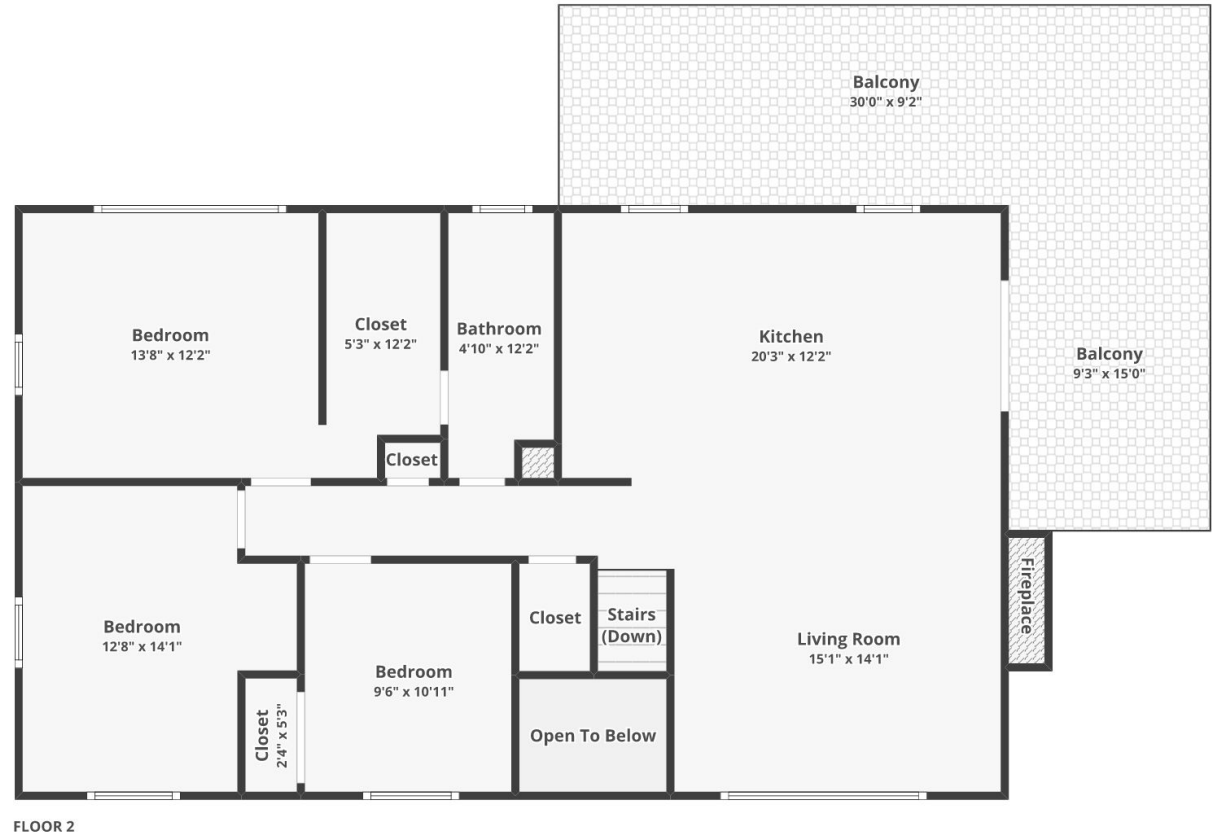 Balcony
30'0" x 9'2"
Bedroom
13'8" x 12'2"
Closet
5'3" x 12'2"
Bathroom
4'10" x 12'2"
Kitchen
20'3" x 12'2"
Balcony
9'3" x 15'0"
Closet
Bedroom
12'8" x 14'1"
Closet
2'4" x 5'3"
Bedroom
9'6" x 10'11"
Closet
Stairs
(Down)
Open To Below
Living Room
15'1" x 14'1"
Fireplace
FLOOR 2